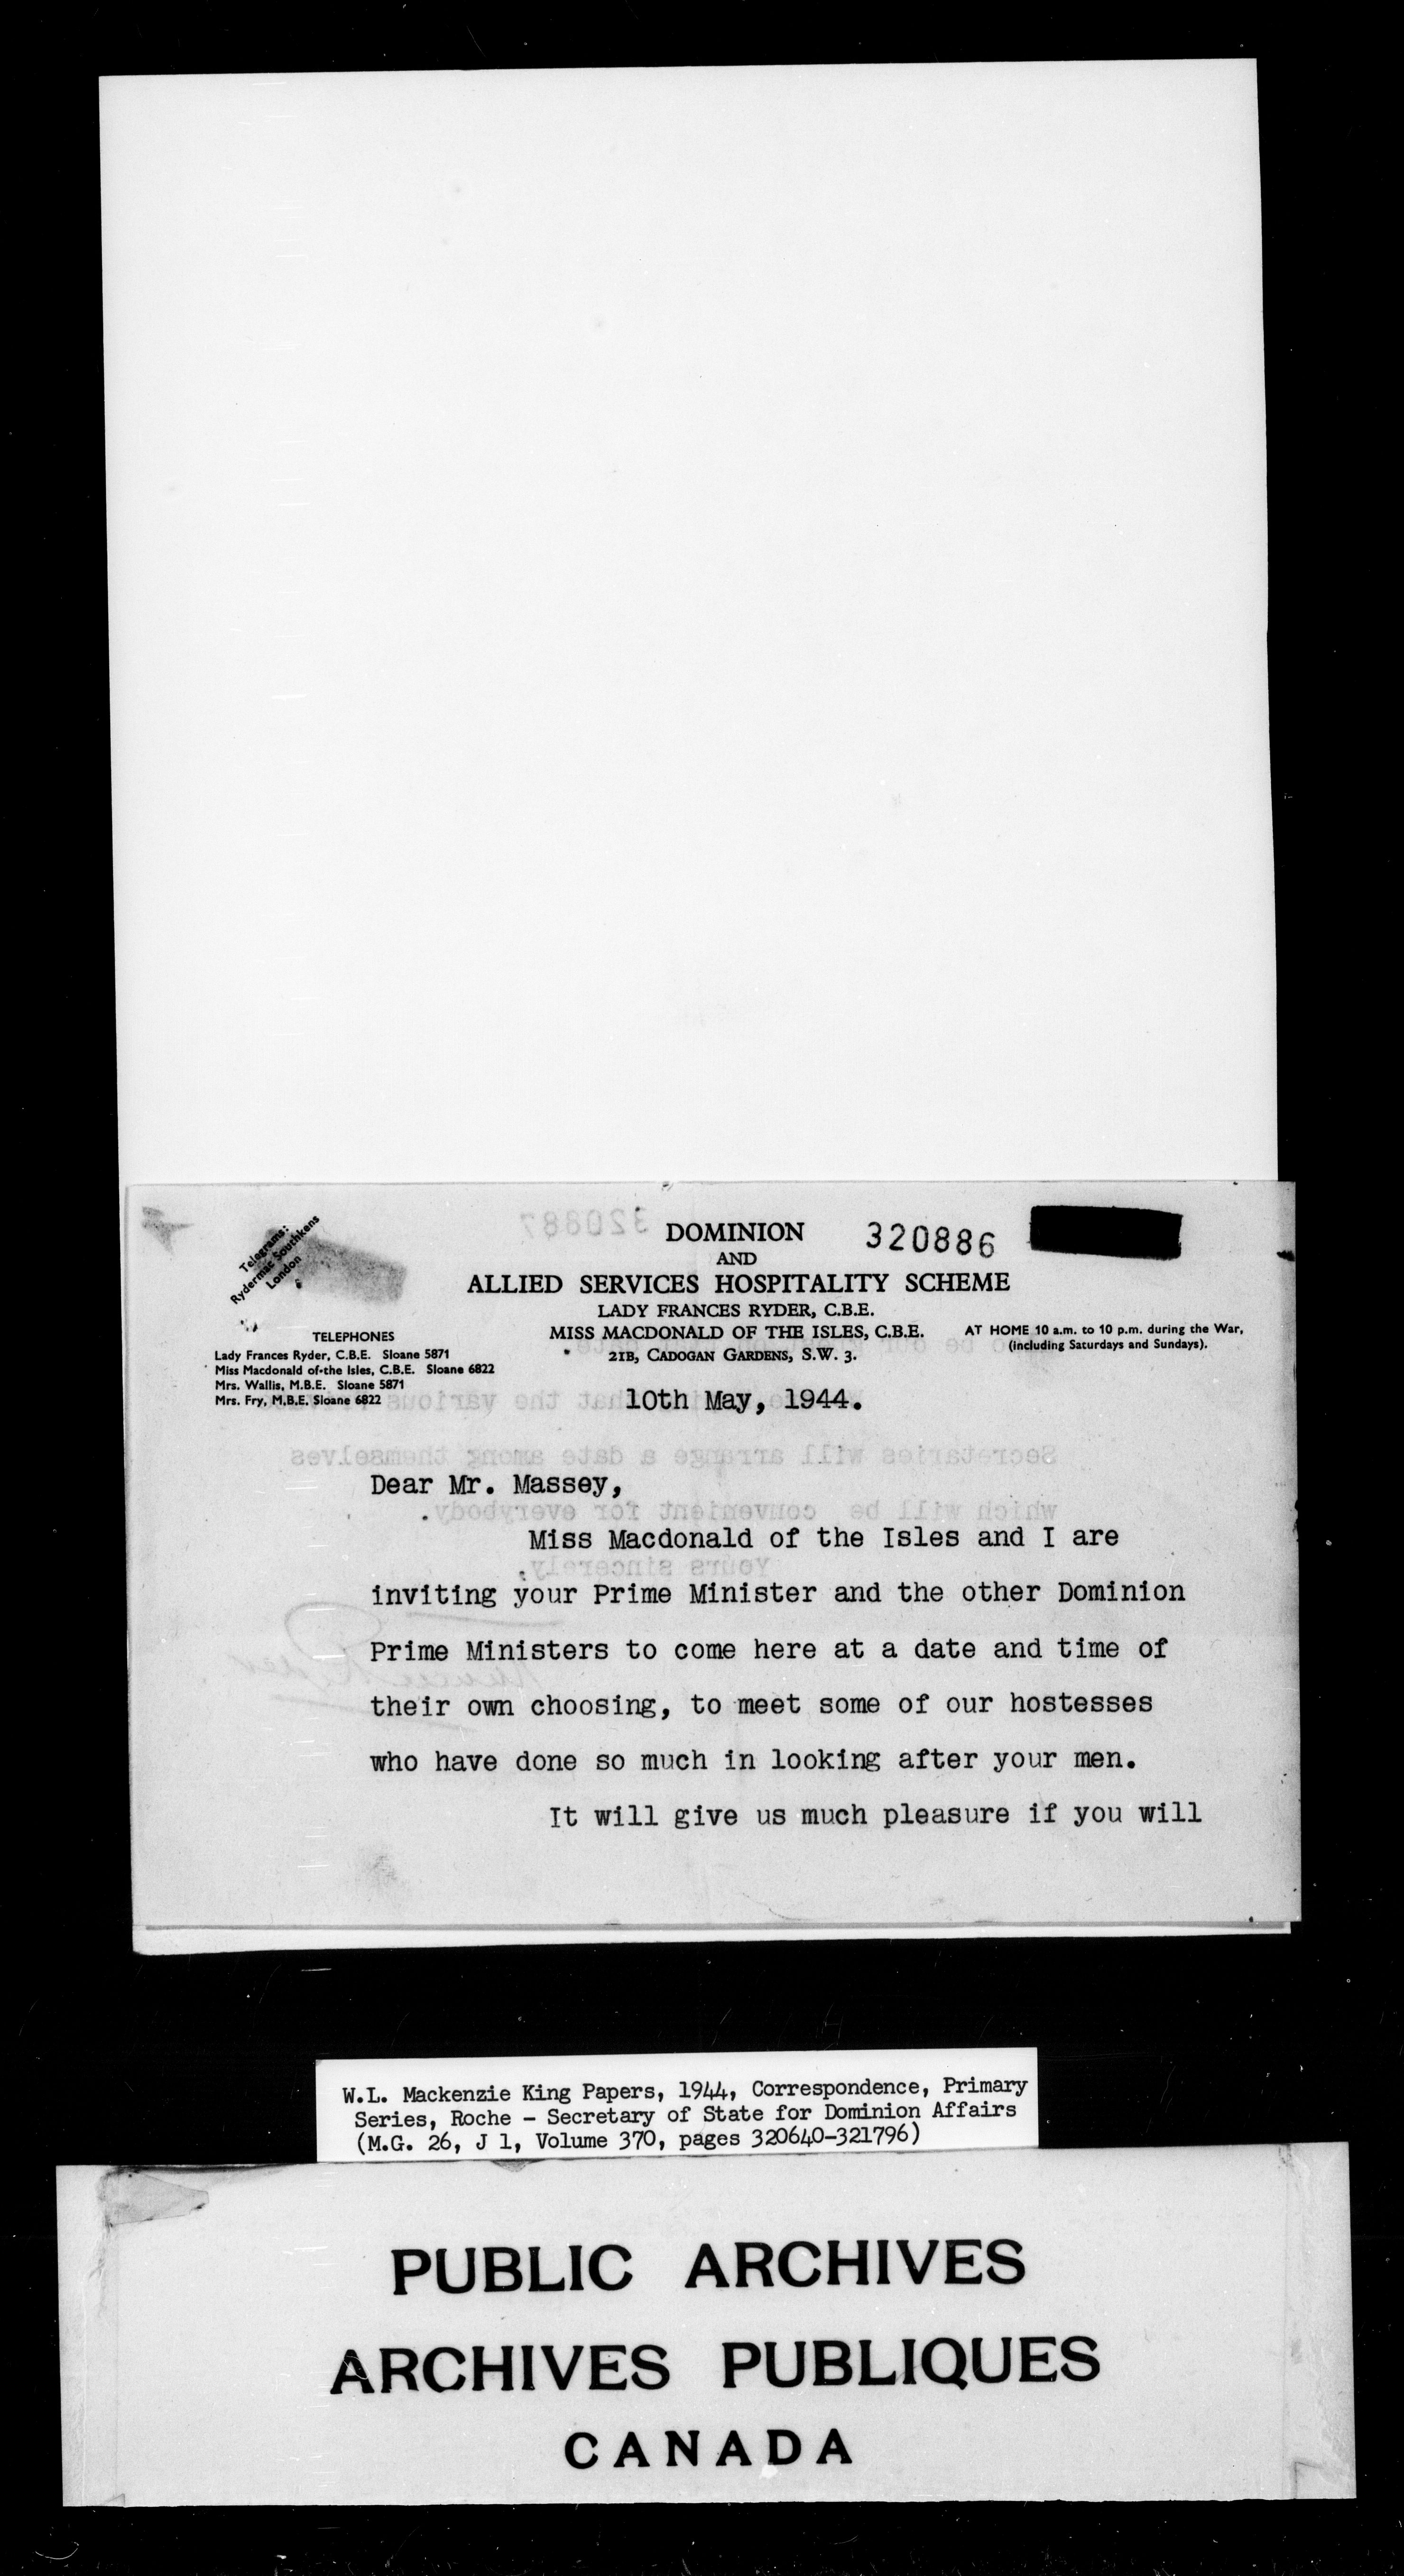 Telegrams:
Rydermac Southkens
London
DOMINION
320886
AND
ALLIED SERVICES HOSPITALITY SCHEME
LADY FRANCES RYDER, C.B.E.
MISS MACDONALD OF THE ISLES, C.B.E.
21B, CADOGAN GARDENS, S.W. 3.
AT HOME 10 a.m. to 10 p.m. during the War,
(including Saturdays and Sundays).
TELEPHONES
Lady Frances Ryder, C.B.E. Sloane 5871
Miss Macdonald of-the Isles, C.B.E. Sloane 6822
Mrs. Wallis, M.B.E. Sloane 5871
Mrs. Fry, M.B.E. Sloane 6822
10th May, 1944.
Dear Mr. Massey,
Miss Macdonald of the Isles and I are
inviting your Prime Minister and the other Dominion
Prime Ministers to come here at a date and time of
their own choosing, to meet some of our hostesses
who have done so much in looking after your men.
It will give us much pleasure if you will
W.L. Mackenzie King Papers, 1944, Correspondence, Primary
Series, Roche - Secretary of State for Dominion Affairs
(M.G. 26, J 1, Volume 370, pages 320640-321796)
PUBLIC ARCHIVES
ARCHIVES PUBLIQUES
CANADA